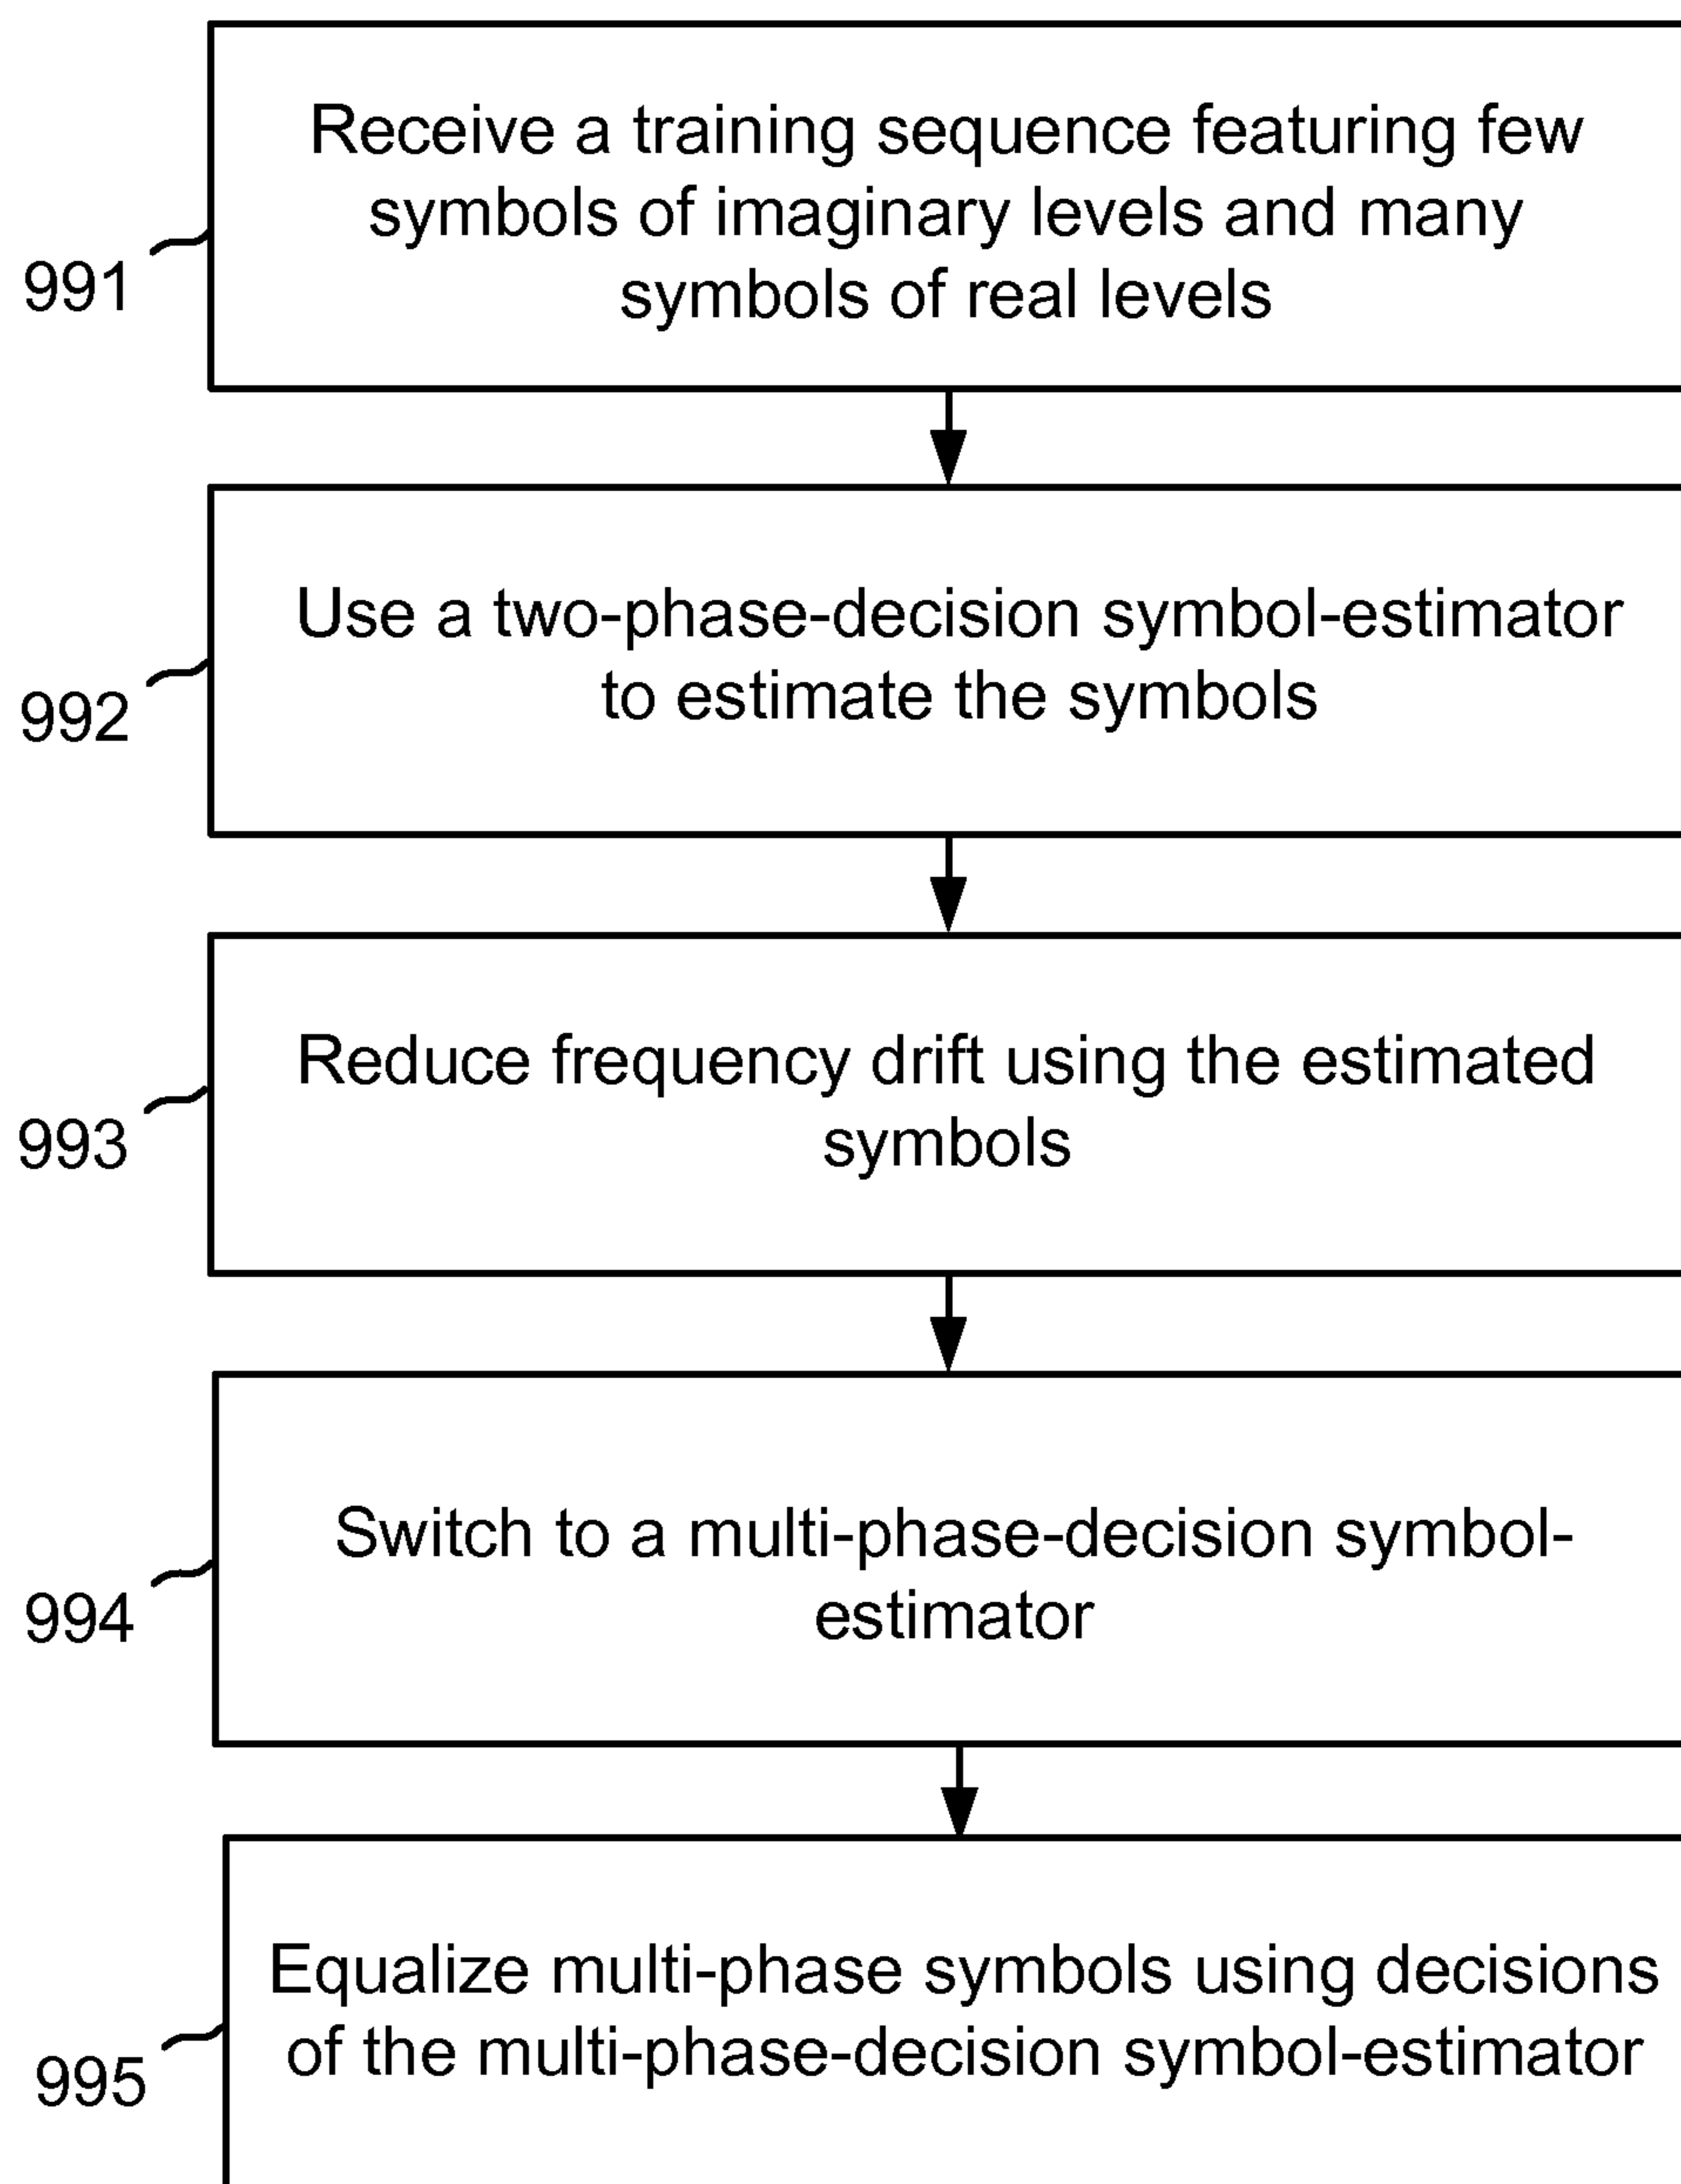 Receive a training sequence featuring few
symbols of imaginary levels and many
symbols of real levels
991
Use a two-phase-decision symbol-estimator
to estimate the symbols
992
Reduce frequency drift using the estimated
symbols
993
Switch to a multi-phase-decision symbol-
estimator
994
Equalize multi-phase symbols using decisions
of the multi-phase-decision symbol-estimator
995